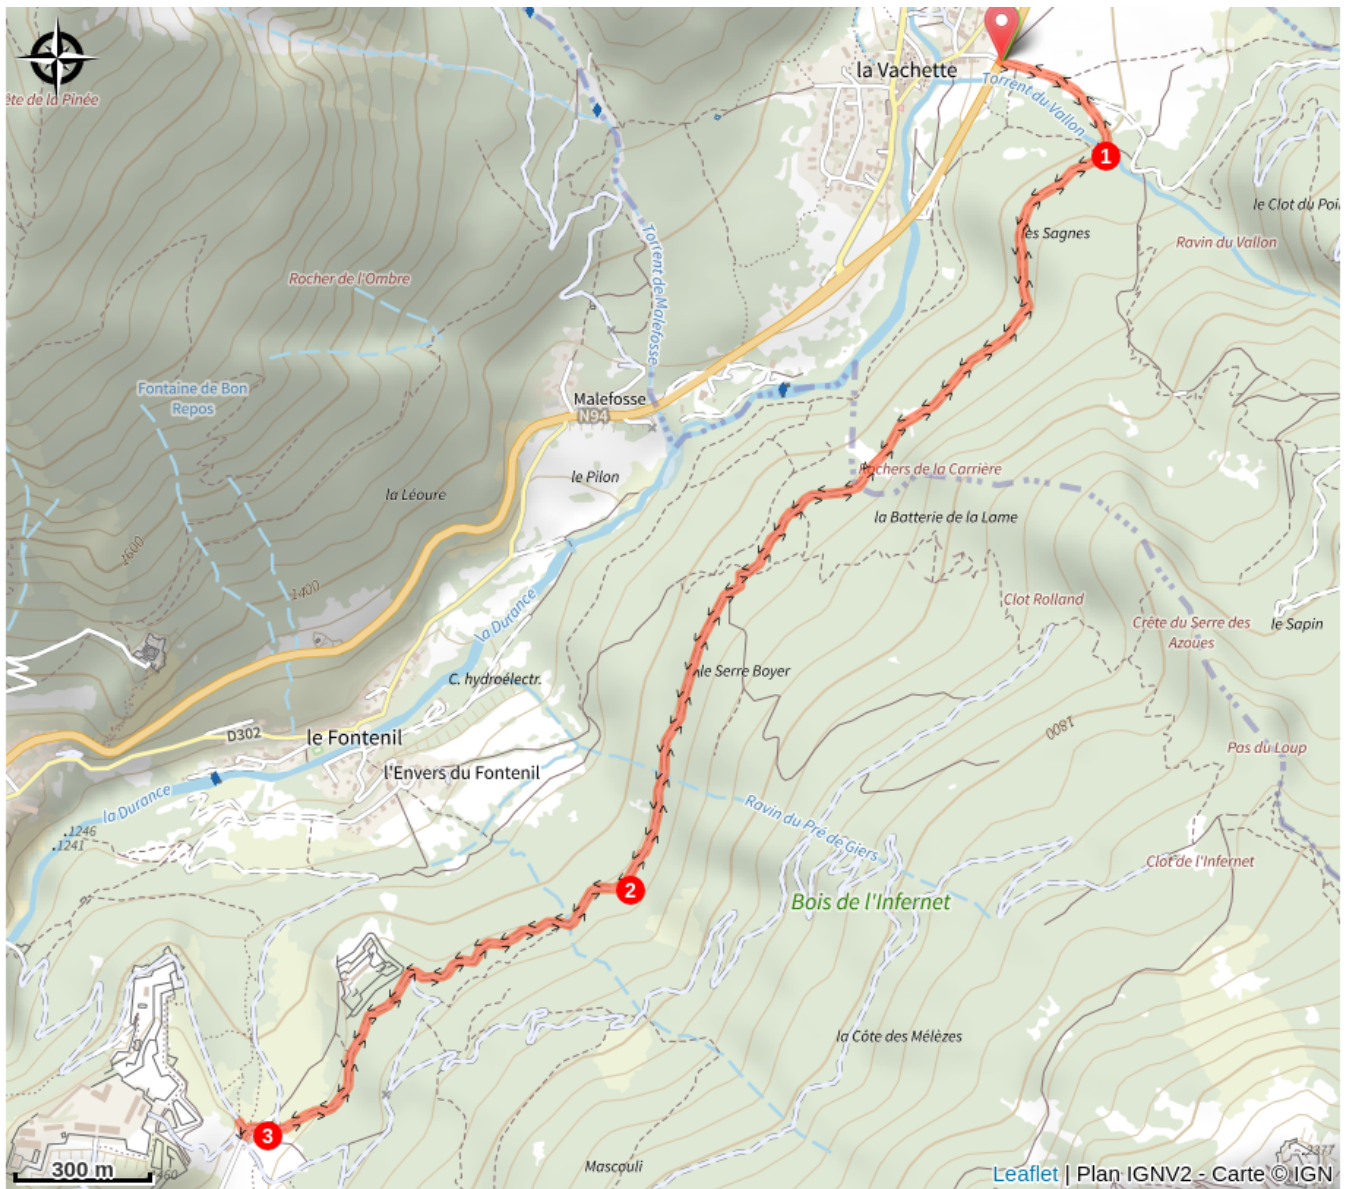 la Vachette
ête de la Pinée
Torrent du Vallon
1
le Clot du Poi
les Sagnes
Ravin du Vallon
Torrent de Malefosse
Rocher de l'Ombre
Fontaine de Bon
Repos
Malefosse
N94
Rochers de la Carrière
le Pilon
la Léoure
la Batterie de la Lame
1600
1400
Clot Rolland
la Durance
Crête du Serre des
Azoues
le Sapin
le Serre Boyer
C. hydroélectr.
1800
D302
le Fontenil
Pas du Loup
l'Envers du Fontenil
la Durance
Ravin du Pré de Giers
.1246
.1241
Clot de l'Infernet
2
Bois de l'Infernet
la Côte des Mélèzes
3
Mascouli
2377
300 m
Leaflet | Plan IGNV2 - Carte © IGN